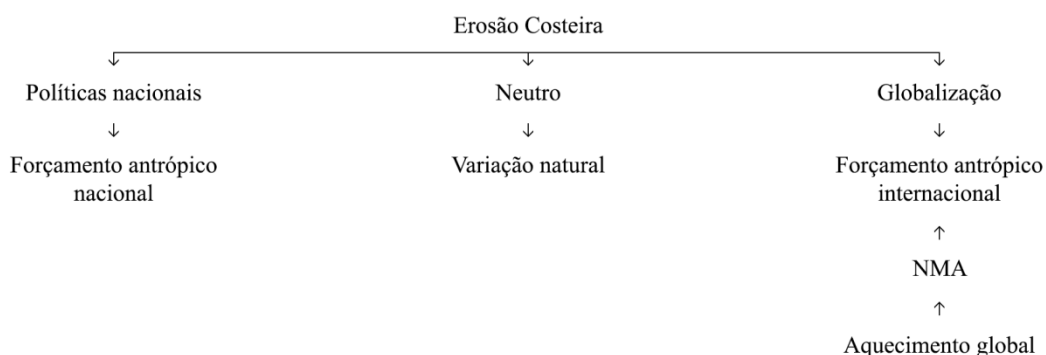 Erosão Costeira
Políticas nacionais
Neutro
Globalização
Forçamento antrópico
nacional
Variação natural
Forçamento antrópico
internacional
NMA
Aquecimento global